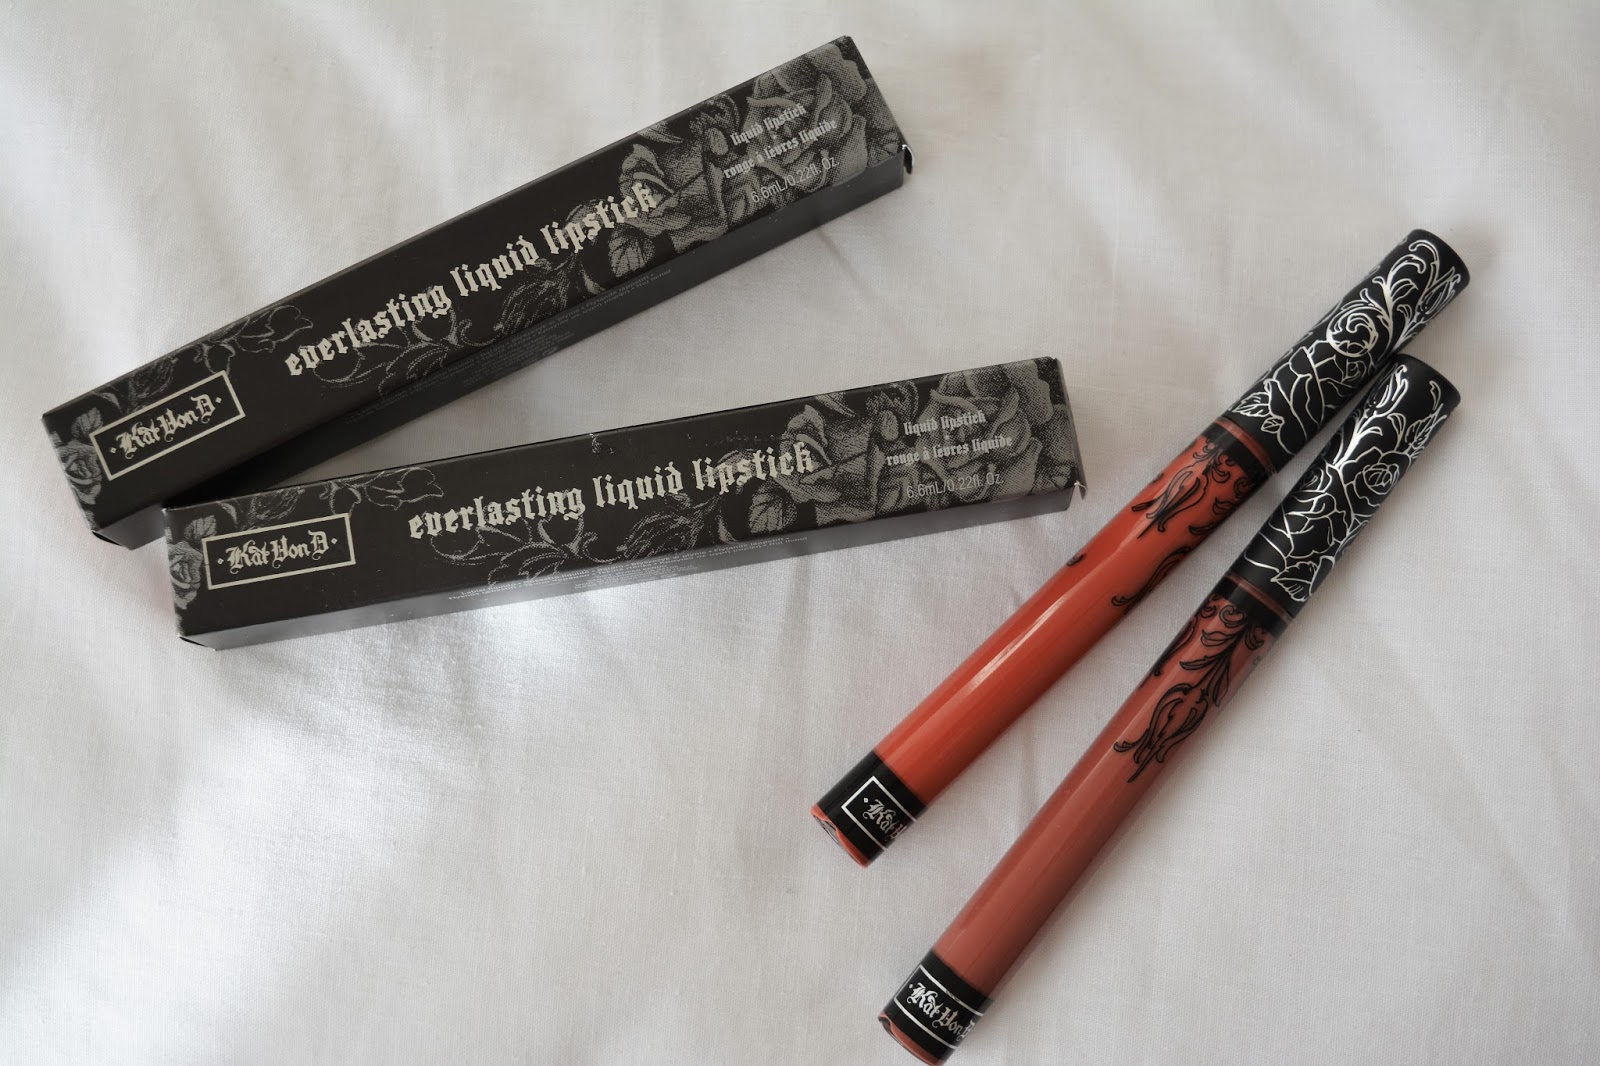 everlasting liquid lipstick
·Kat Von D·
liquid lipstick
rouge à lèvres liquide
6.6mL/0.22fl. Oz.
everlasting liquid lipstick
·Kat Von D·
liquid lipstick
rouge à lèvres liquide
6.6mL/0.22fl. Oz.
·Kat V
·Kat Von D